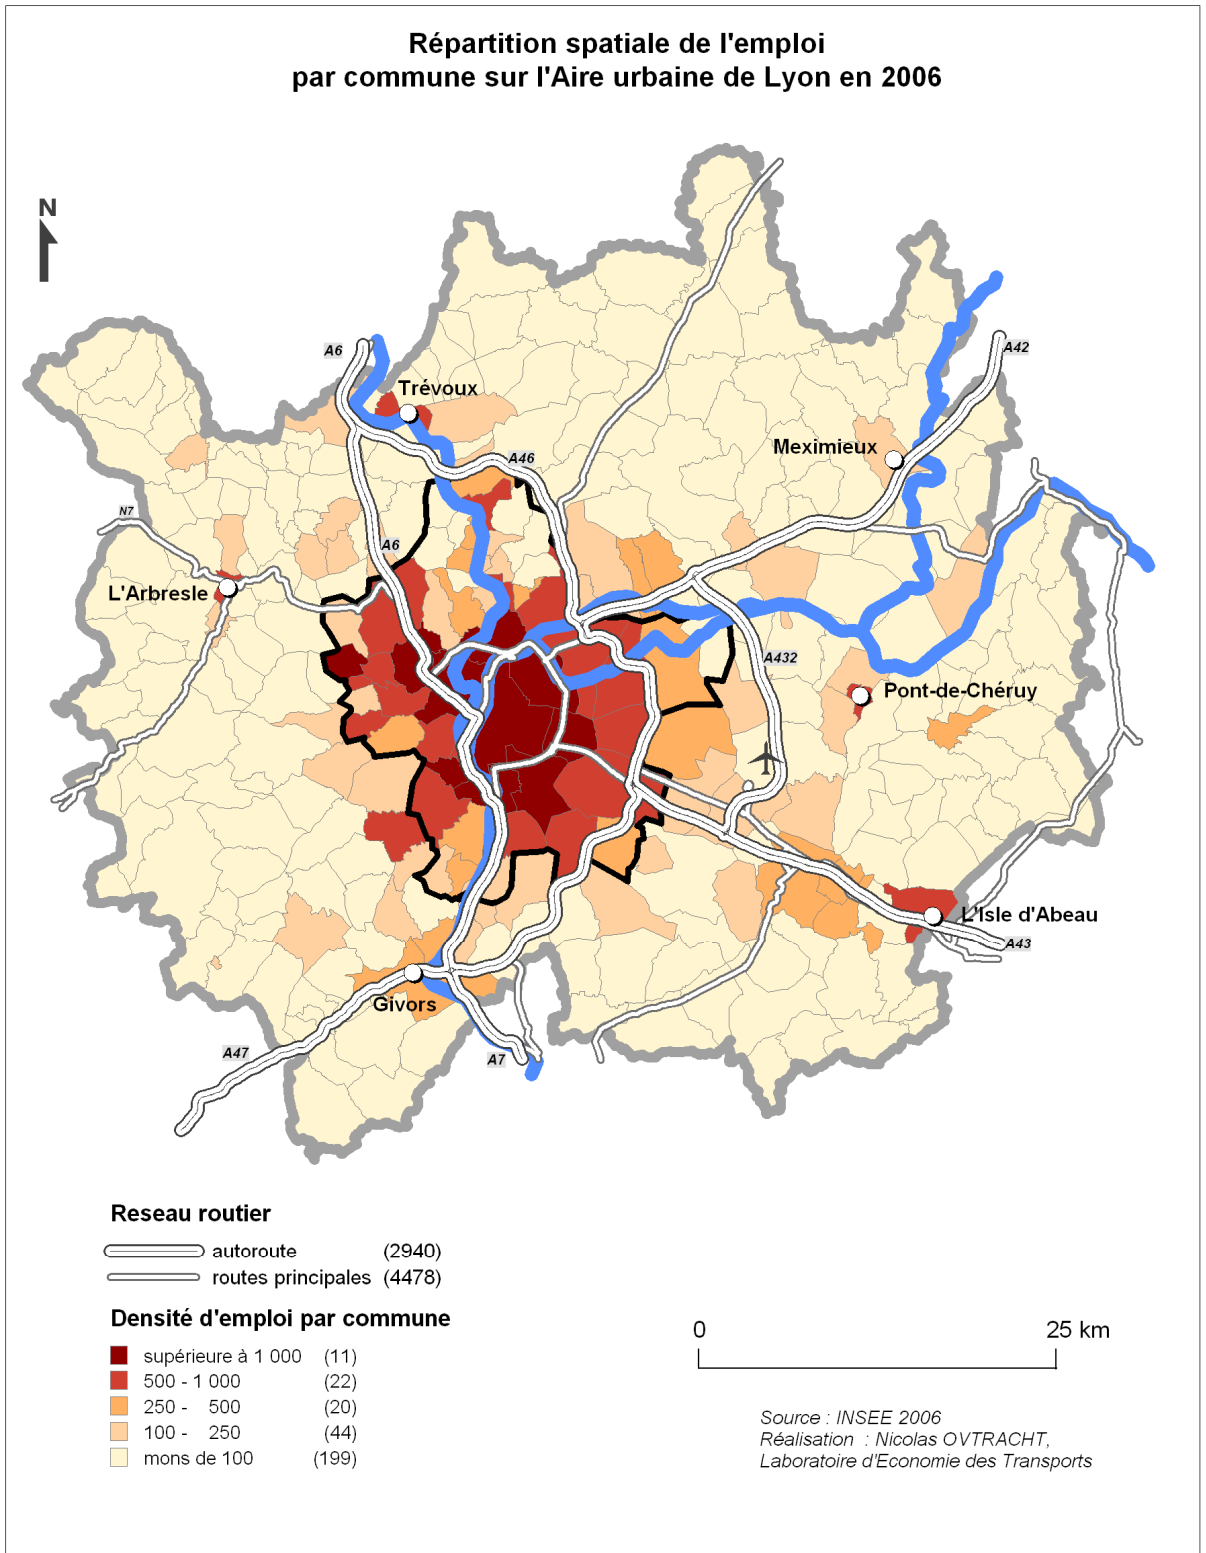 Répartition spatiale de l'emploi
par commune sur l'Aire urbaine de Lyon en 2006
N
A6
A42
Trévoux
Meximieux
A46
N7
A6
L'Arbresle
A432
Pont-de-Chéruy
L'Isle d'Abeau
A43
Givors
A47
A7
Reseau routier
autoroute (2940)
routes principales (4478)
Densité d'emploi par commune
supérieure à 1 000 (11)
500 - 1 000 (22)
250 - 500 (20)
100 - 250 (44)
mons de 100 (199)
0 25 km
Source : INSEE 2006
Réalisation : Nicolas OVTRACHT,
Laboratoire d'Economie des Transports